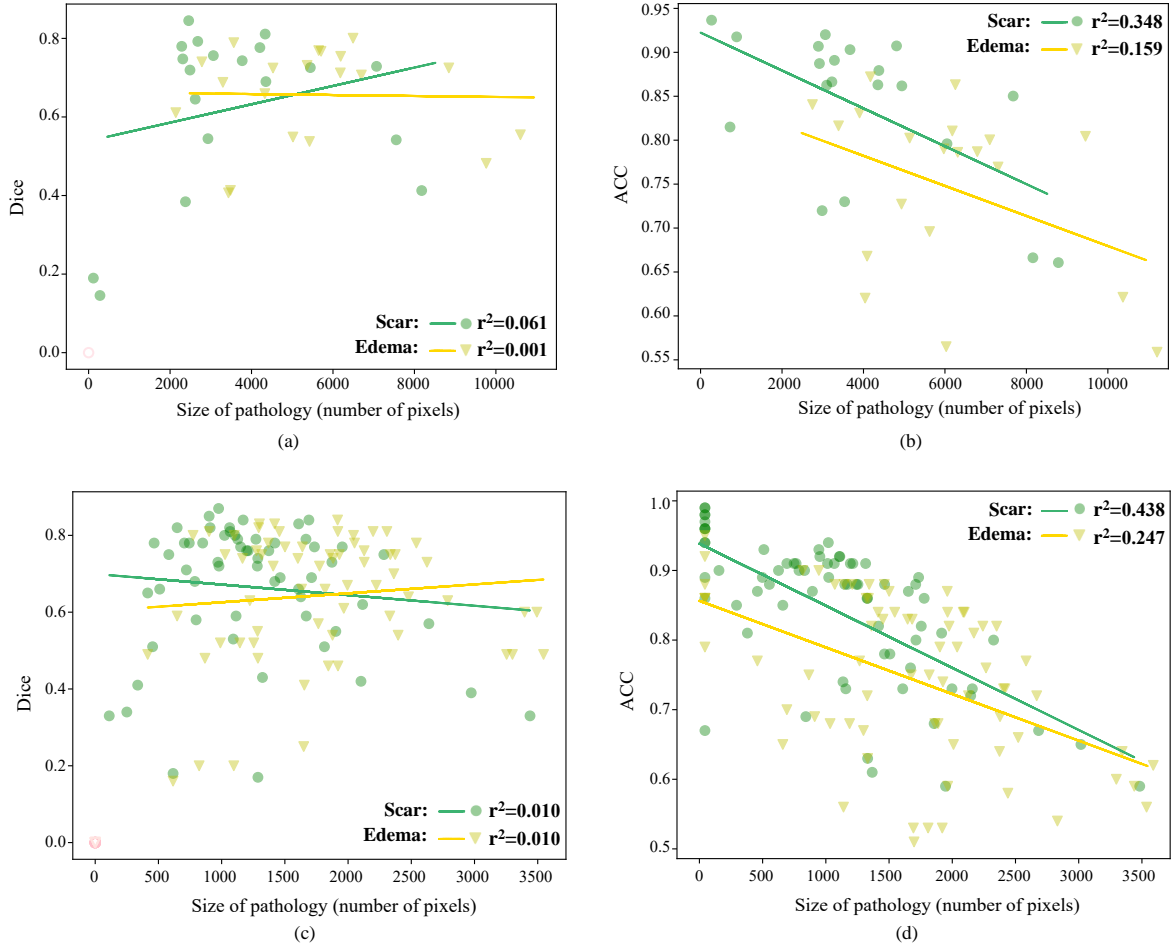 0.8
0.6
0.4
0.2
0.0
Dice
Scar: r²=0.061
Edema: r²=0.001
0 2000 4000 6000 8000 10000
Size of pathology (number of pixels)
(a)
0.95
0.90
0.85
0.80
0.75
0.70
0.65
0.60
0.55
ACC
Scar: r²=0.348
Edema: r²=0.159
0 2000 4000 6000 8000 10000
Size of pathology (number of pixels)
(b)
0.8
0.6
0.4
0.2
0.0
Dice
Scar: r²=0.010
Edema: r²=0.010
0 500 1000 1500 2000 2500 3000 3500
Size of pathology (number of pixels)
(c)
1.0
0.9
0.8
0.7
0.6
0.5
ACC
Scar: r²=0.438
Edema: r²=0.247
0 500 1000 1500 2000 2500 3000 3500
Size of pathology (number of pixels)
(d)